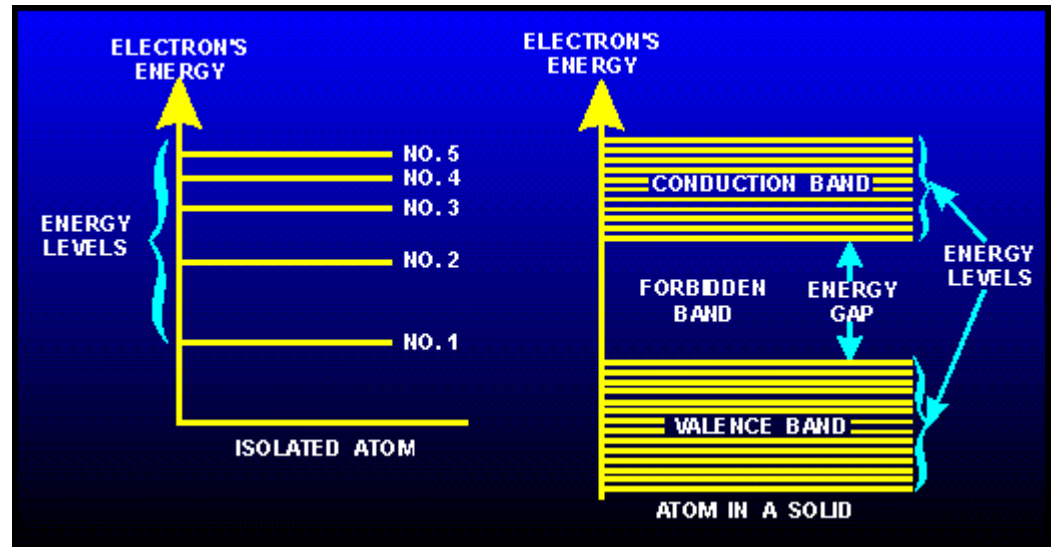 ELECTRON'S
ENERGY
NO.5
NO.4
NO.3
NO.2
NO.1
ENERGY
LEVELS
ISOLATED ATOM
ELECTRON'S
ENERGY
CONDUCTION BAND
FORBIDDEN
BAND
ENERGY
GAP
ENERGY
LEVELS
VALENCE BAND
ATOM IN A SOLID